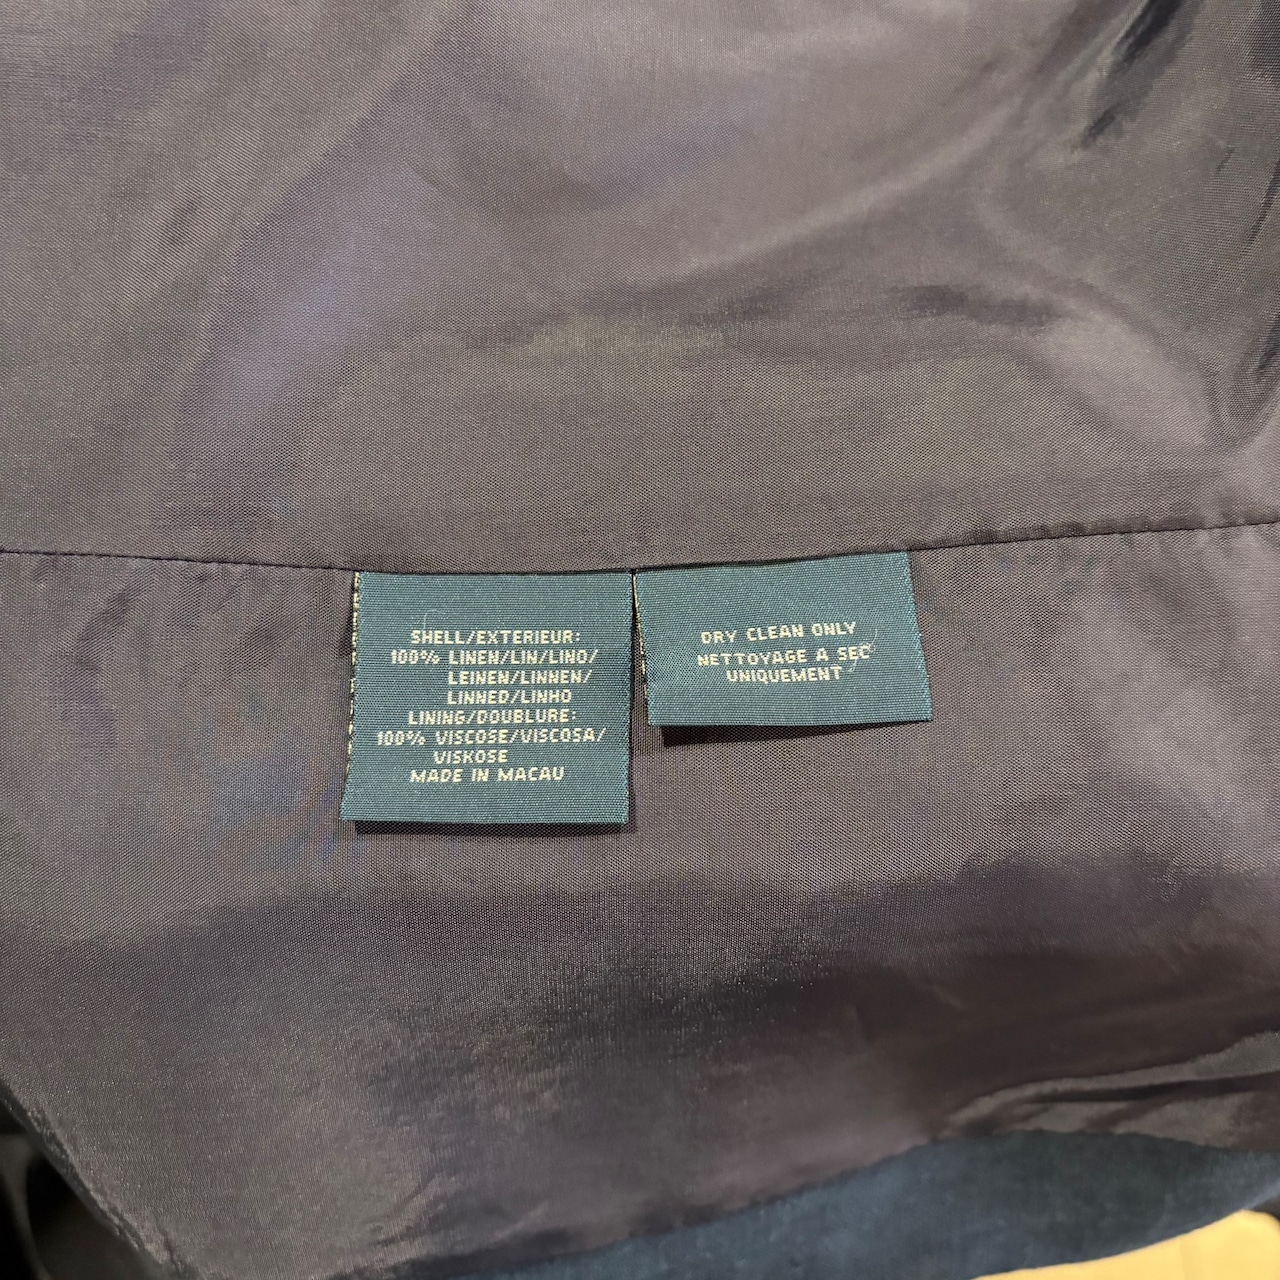 SHELL/EXTERIEUR:
100% LINEN/LIN/LINO/
LEINEN/LINNEN/
LINNED/LINHO
LINING/DOUBLURE:
100% VISCOSE/VISCOSA/
VISKOSE
MADE IN MACAU
DRY CLEAN ONLY
NETTOYAGE A SEC
UNIQUEMENT